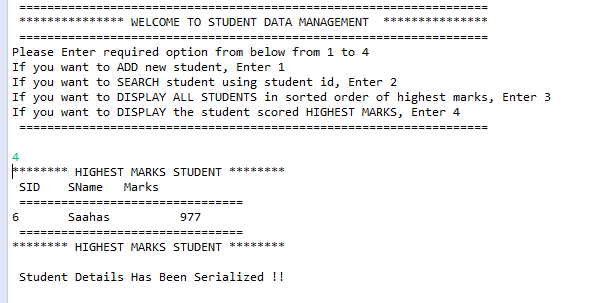 ===================================================================
*************** WELCOME TO STUDENT DATA MANAGEMENT  ***************
===================================================================
Please Enter required option from below from 1 to 4
If you want to ADD new student, Enter 1
If you want to SEARCH student using student id, Enter 2
If you want to DISPLAY ALL STUDENTS in sorted order of highest marks, Enter 3
If you want to DISPLAY the student scored HIGHEST MARKS, Enter 4
===================================================================
4
******** HIGHEST MARKS STUDENT ********
SID    SName   Marks
================================
6       Saahas          977
================================
******** HIGHEST MARKS STUDENT ********
Student Details Has Been Serialized !!